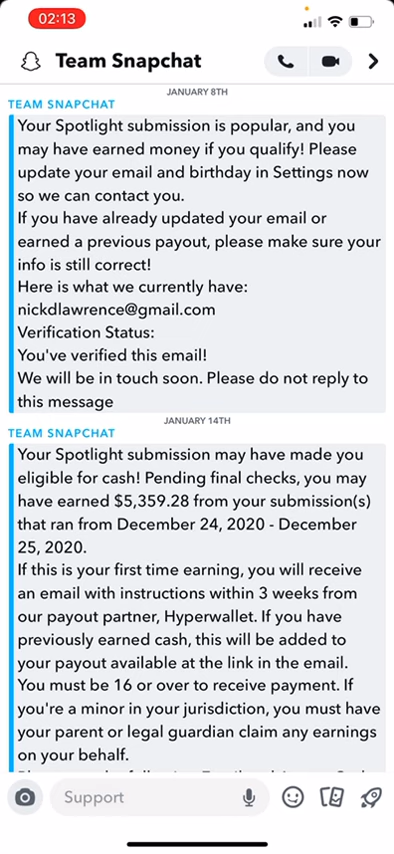 02:13
Team Snapchat
JANUARY 8TH
TEAM SNAPCHAT
Your Spotlight submission is popular, and you
may have earned money if you qualify! Please
update your email and birthday in Settings now
so we can contact you.
If you have already updated your email or
earned a previous payout, please make sure your
info is still correct!
Here is what we currently have:
nickdlawrence@gmail.com
Verification Status:
You've verified this email!
We will be in touch soon. Please do not reply to
this message
JANUARY 14TH
TEAM SNAPCHAT
Your Spotlight submission may have made you
eligible for cash! Pending final checks, you may
have earned $5,359.28 from your submission(s)
that ran from December 24, 2020 - December
25, 2020.
If this is your first time earning, you will receive
an email with instructions within 3 weeks from
our payout partner, Hyperwallet. If you have
previously earned cash, this will be added to
your payout available at the link in the email.
You must be 16 or over to receive payment. If
you're a minor in your jurisdiction, you must have
your parent or legal guardian claim any earnings
on your behalf.
Support